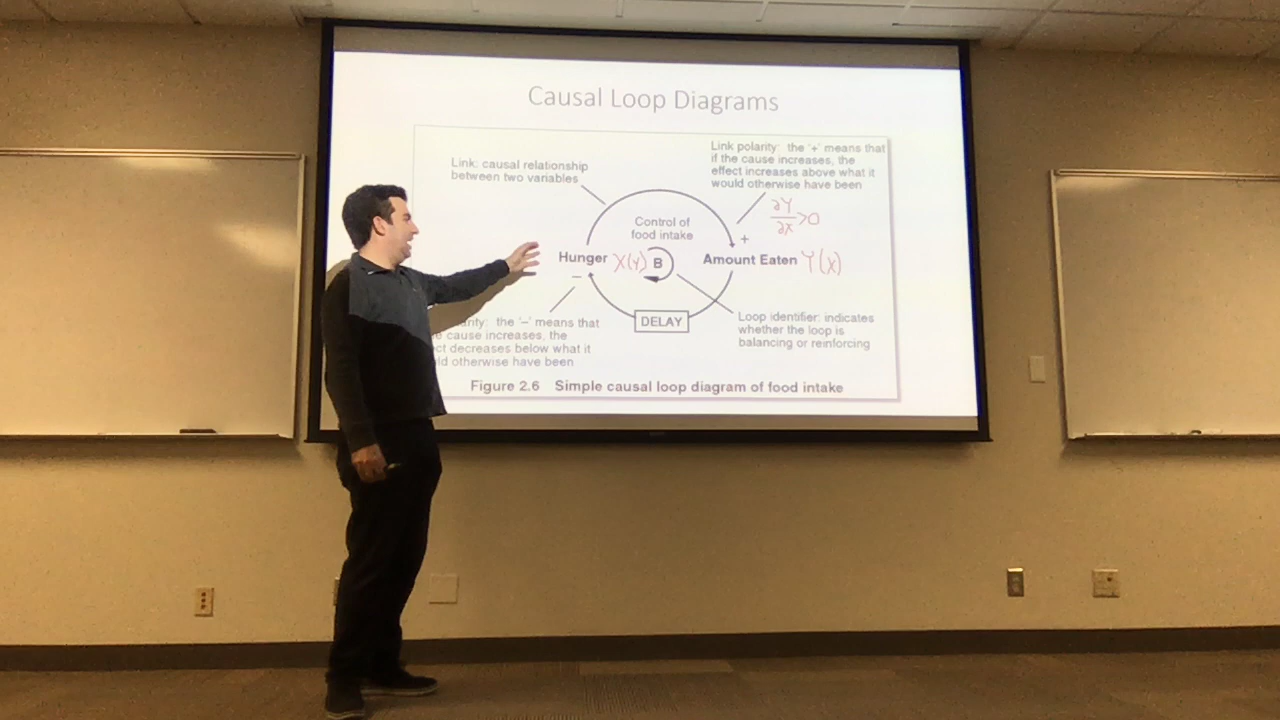 Causal Loop Diagrams
Link: causal relationship
between two variables
Link polarity: the '+' means that
if the cause increases, the
effect increases above what it
would otherwise have been
∂Y
∂X >0
Control of
food intake
+
Hunger X(Y) B Amount Eaten Y(X)
–
DELAY
the '–' means that
cause increases, the
decreases below what it
otherwise have been
Loop identifier: indicates
whether the loop is
balancing or reinforcing
Figure 2.6 Simple causal loop diagram of food intake